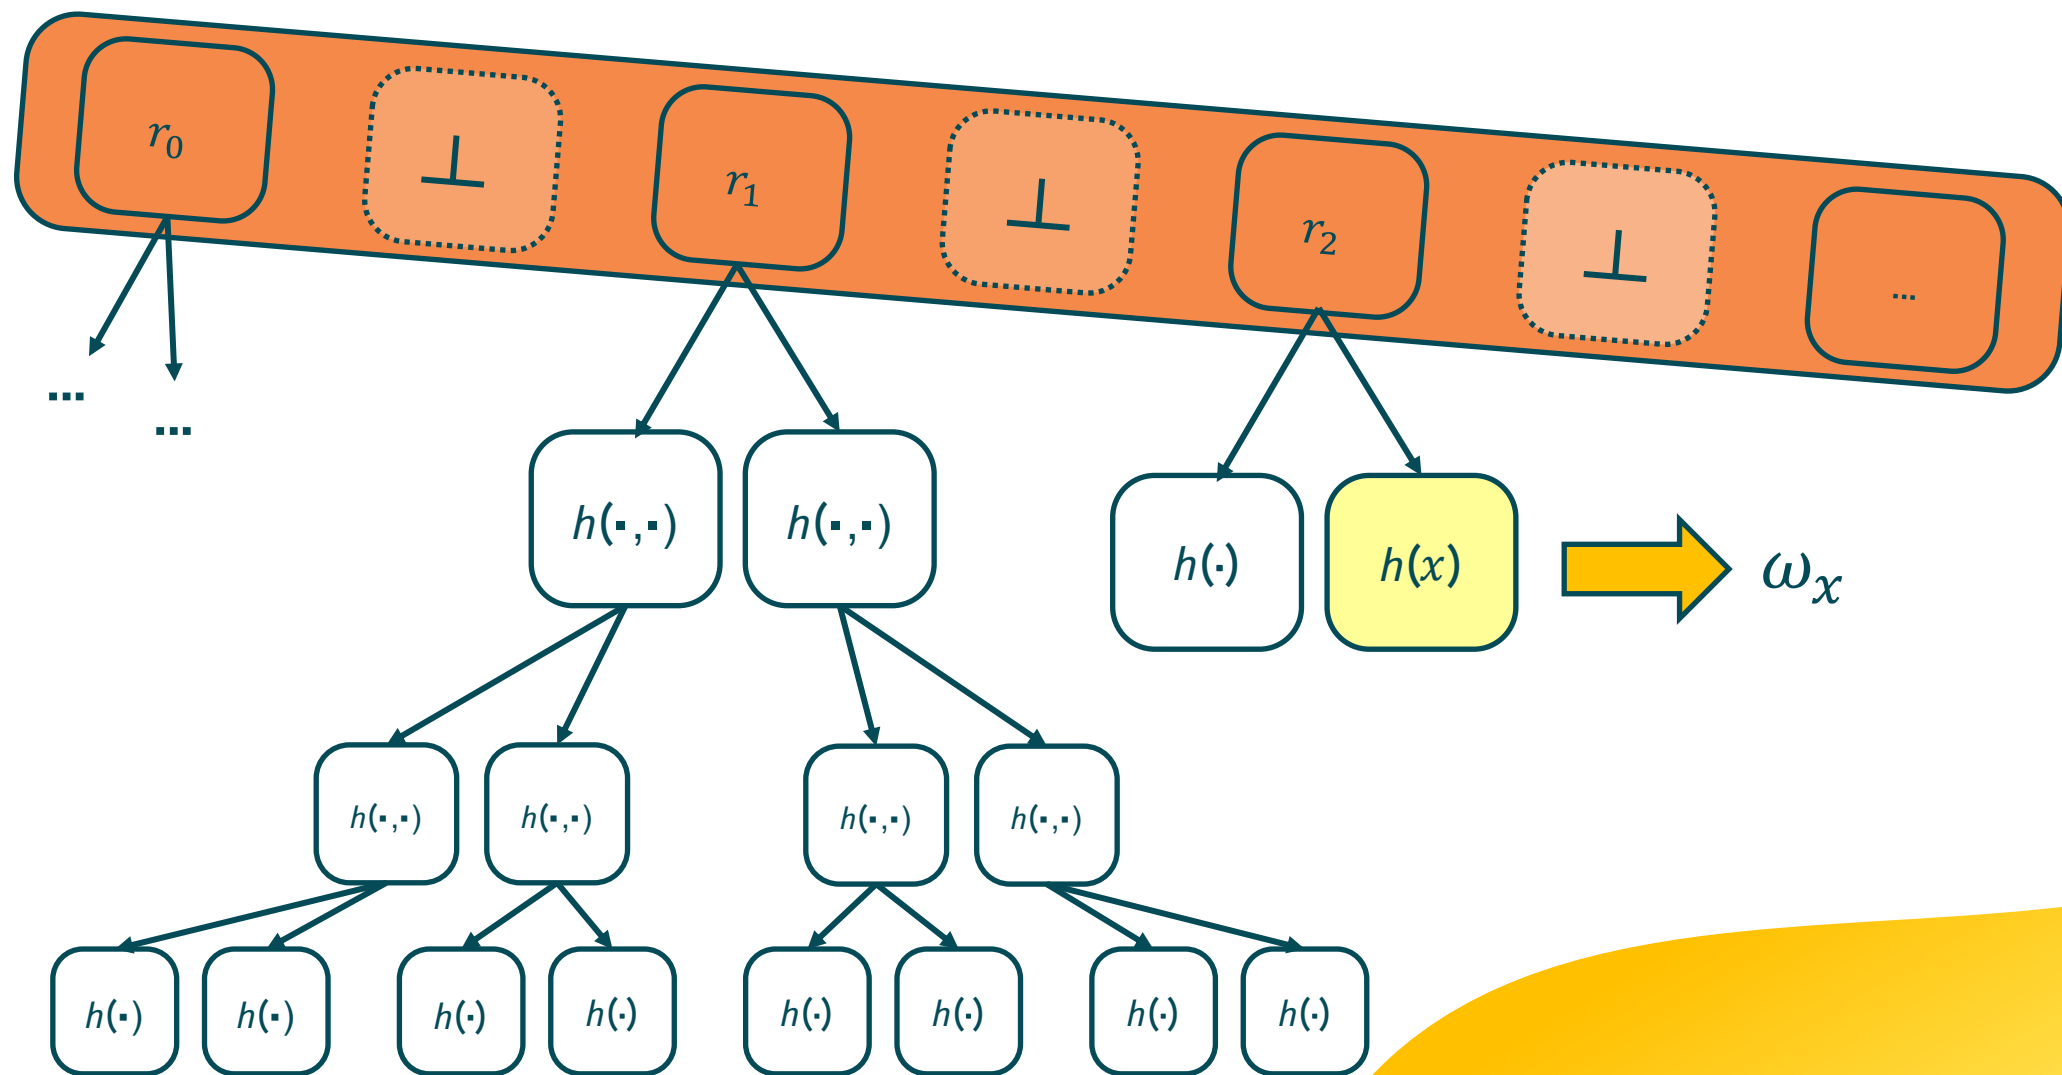 r₀ ⊥ r₁ ⊥ r₂ ⊥ ...
... ...
h(·,·) h(·,·) h(·) h(x) ωₓ
h(·,·) h(·,·) h(·,·) h(·,·)
h(·) h(·) h(·) h(·) h(·) h(·) h(·) h(·)